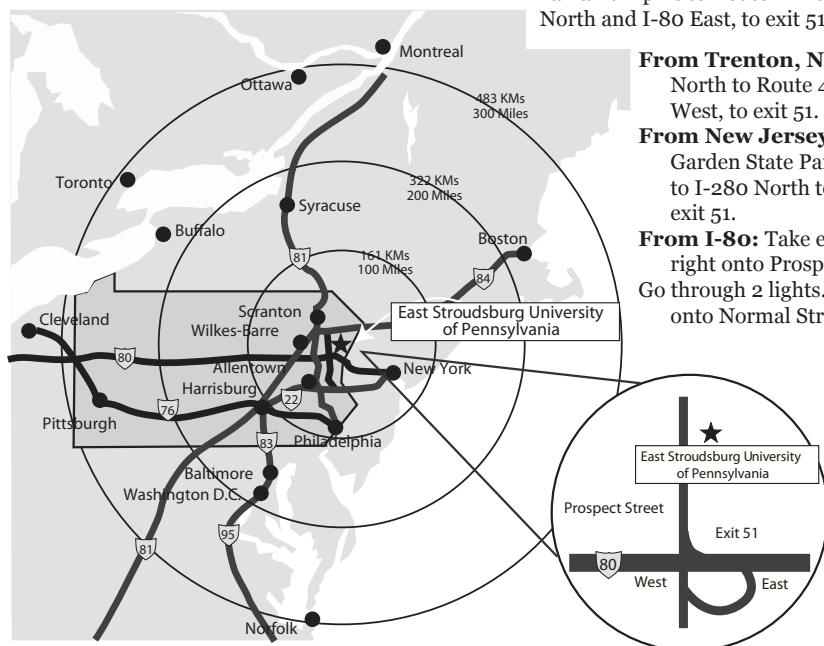 North and I-80 East, to exit 51
From Trenton, N
North to Route 4
West, to exit 51.
From New Jersey
Garden State Pa
to I-280 North to
exit 51.
From I-80: Take e
right onto Prosp
Go through 2 lights.
onto Normal Str
Montreal
Ottawa
483 KMs
300 Miles
Toronto
322 KMs
200 Miles
Syracuse
Buffalo
Boston
81
161 KMs
100 Miles
84
Scranton
East Stroudsburg University
of Pennsylvania
Cleveland
Wilkes-Barre
80
Allentown
New York
Harrisburg
22
76
Pittsburgh
Philadelphia
83
Baltimore
Washington D.C.
95
81
Norfolk
East Stroudsburg University
of Pennsylvania
Prospect Street
Exit 51
80
West
East